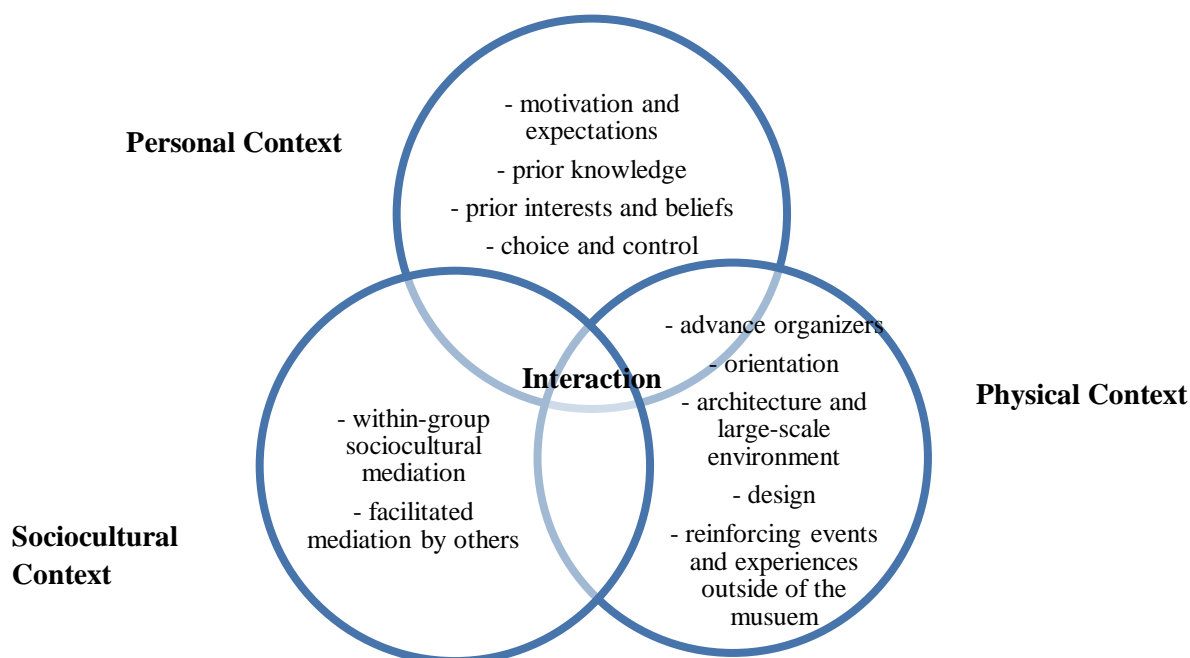 Personal Context
- motivation and
expectations
- prior knowledge
- prior interests and beliefs
- choice and control
Interaction
- within-group
sociocultural
mediation
- facilitated
mediation by others
Sociocultural
Context
- advance organizers
- orientation
- architecture and
large-scale
environment
- design
- reinforcing events
and experiences
outside of the
musuem
Physical Context